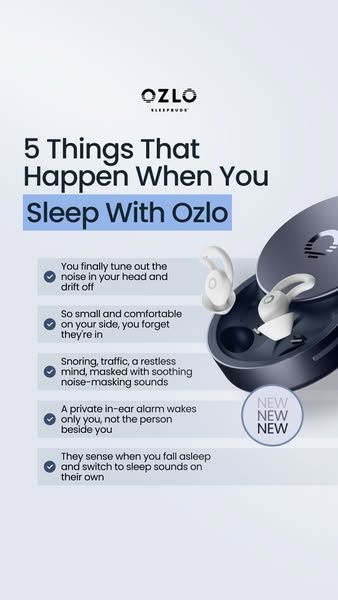 OZLO
SLEEPBUDS
5 Things That
Happen When You
Sleep With Ozlo
You finally tune out the
noise in your head and
drift off
So small and comfortable
on your side, you forget
they're in
Snoring, traffic, a restless
mind, masked with soothing
noise-masking sounds
A private in-ear alarm wakes
only you, not the person
beside you
They sense when you fall asleep
and switch to sleep sounds on
their own
NEW
NEW
NEW